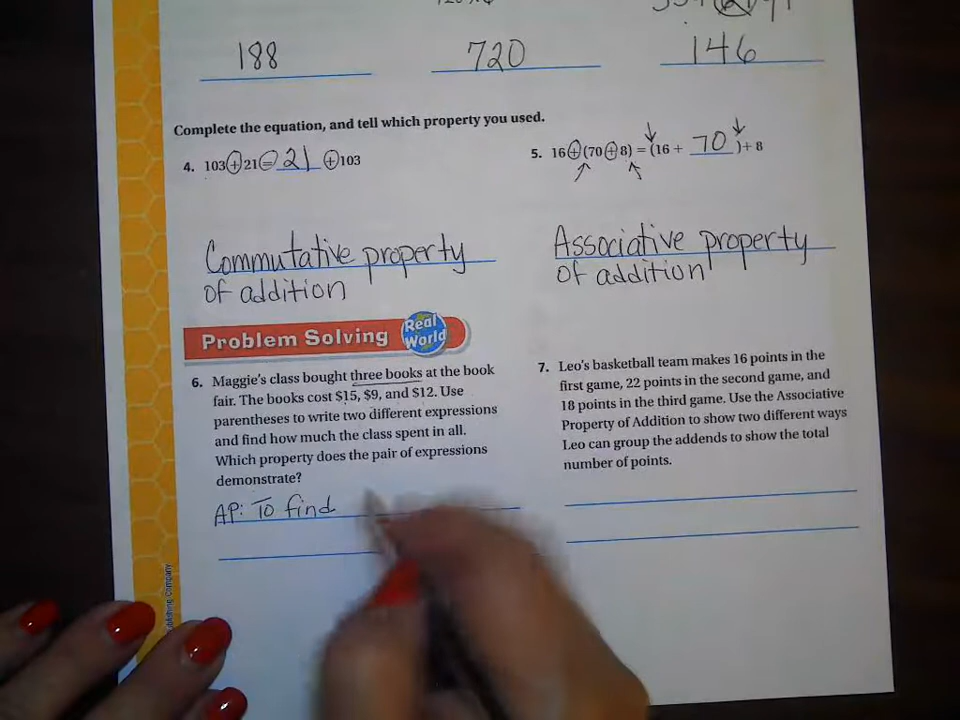 188 720 146
Complete the equation, and tell which property you used.
4. 103 + 21 = 21 + 103
5. 16 + (70 + 8) = (16 + 70) + 8
Commutative property
of addition
Associative property
of addition
Problem Solving Real World
6. Maggie's class bought three books at the book
fair. The books cost $15, $9, and $12. Use
parentheses to write two different expressions
and find how much the class spent in all.
Which property does the pair of expressions
demonstrate?
AP: To find
7. Leo's basketball team makes 16 points in the
first game, 22 points in the second game, and
18 points in the third game. Use the Associative
Property of Addition to show two different ways
Leo can group the addends to show the total
number of points.
Publishing Company